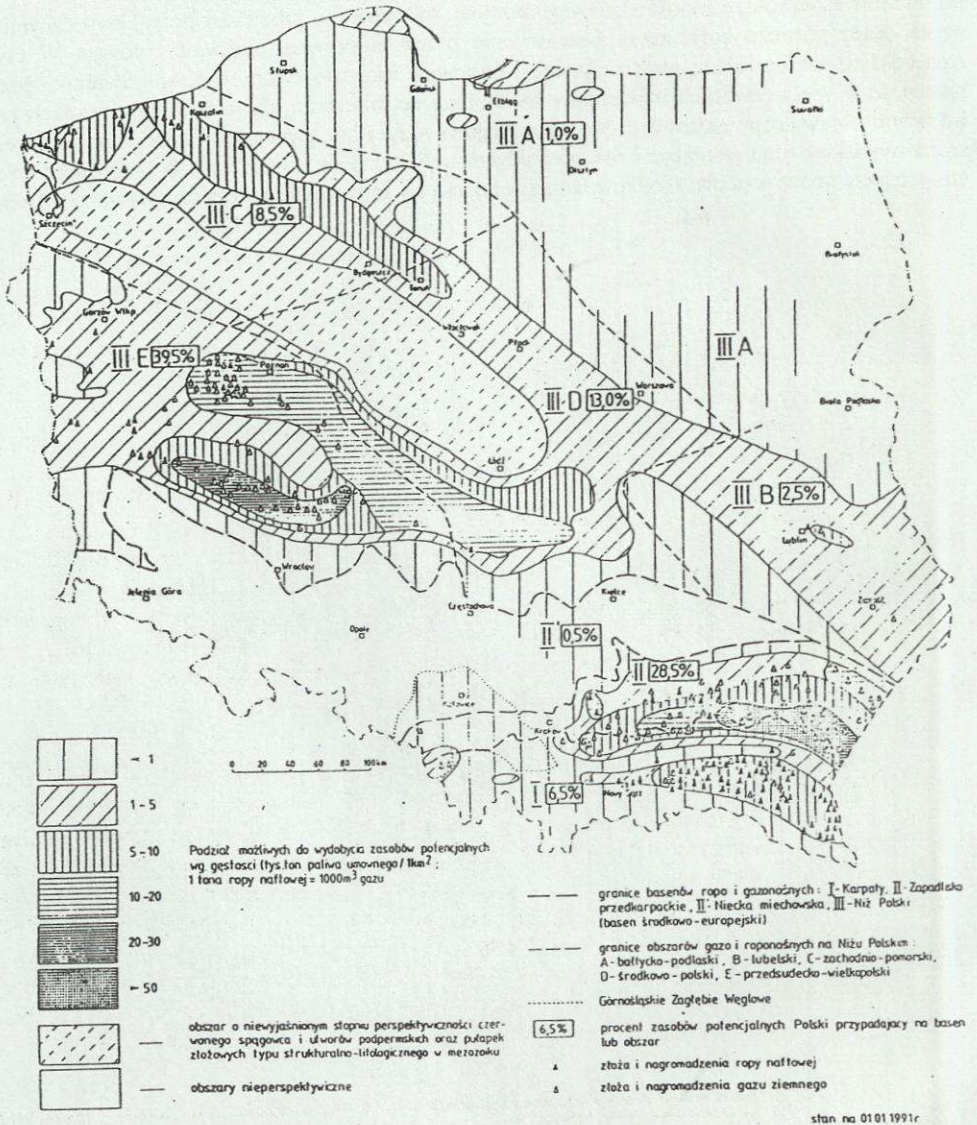 Słupsk
Gdańsk
Elbląg
Suwałki
Koszalin
III A 1,0%
Olsztyn
Szczecin
III C 8,5%
Białystok
Bydgoszcz
Toruń
Gorzów Wlkp
Włocławek
III A
Płock
III E 39,5%
Poznań
Warszawa
III D 13,0%
Biała Podlaska
Łódź
III B 2,5%
Lublin
Wrocław
Jelenia Góra
Kielce
Zamość
Częstochowa
Opole
II' 0,5%
II 28,5%
Katowice
Kraków
I 6,5%
Nowy Sącz
0 20 40 60 80 100km
1
1-5
5-10
10-20
20-30
50
Podział możliwych do wydobycia zasobów potencjalnych
wg. gęstości (tys.ton paliwa umownego/1km²;
1 tona ropy naftowej = 1000m³ gazu
obszar o niewyjaśnionym stopniu perspektywiczności czer-
wonego spągowca i utworów podpermskich oraz pułapek
złożowych typu strukturalno-litologicznego w mezozoiku
obszary nieperspektywiczne
granice basenów ropo i gazonośnych: I-Karpaty, II-Zapadlisko
przedkarpackie, II'-Niecka miechowska, III-Niż Polski
(basen środkowo-europejski)
granice obszarów gazo i roponośnych na Niżu Polskim:
A-bałtycko-podlaski, B-lubelski, C-zachodnio-pomorski,
D-środkowo-polski, E-przedsudecko-wielkopolski
Górnośląskie Zagłębie Węglowe
6,5% procent zasobów potencjalnych Polski przypadający na basen
lub obszar
złoża i nagromadzenia ropy naftowej
złoża i nagromadzenia gazu ziemnego
stan na 01 01 1991r